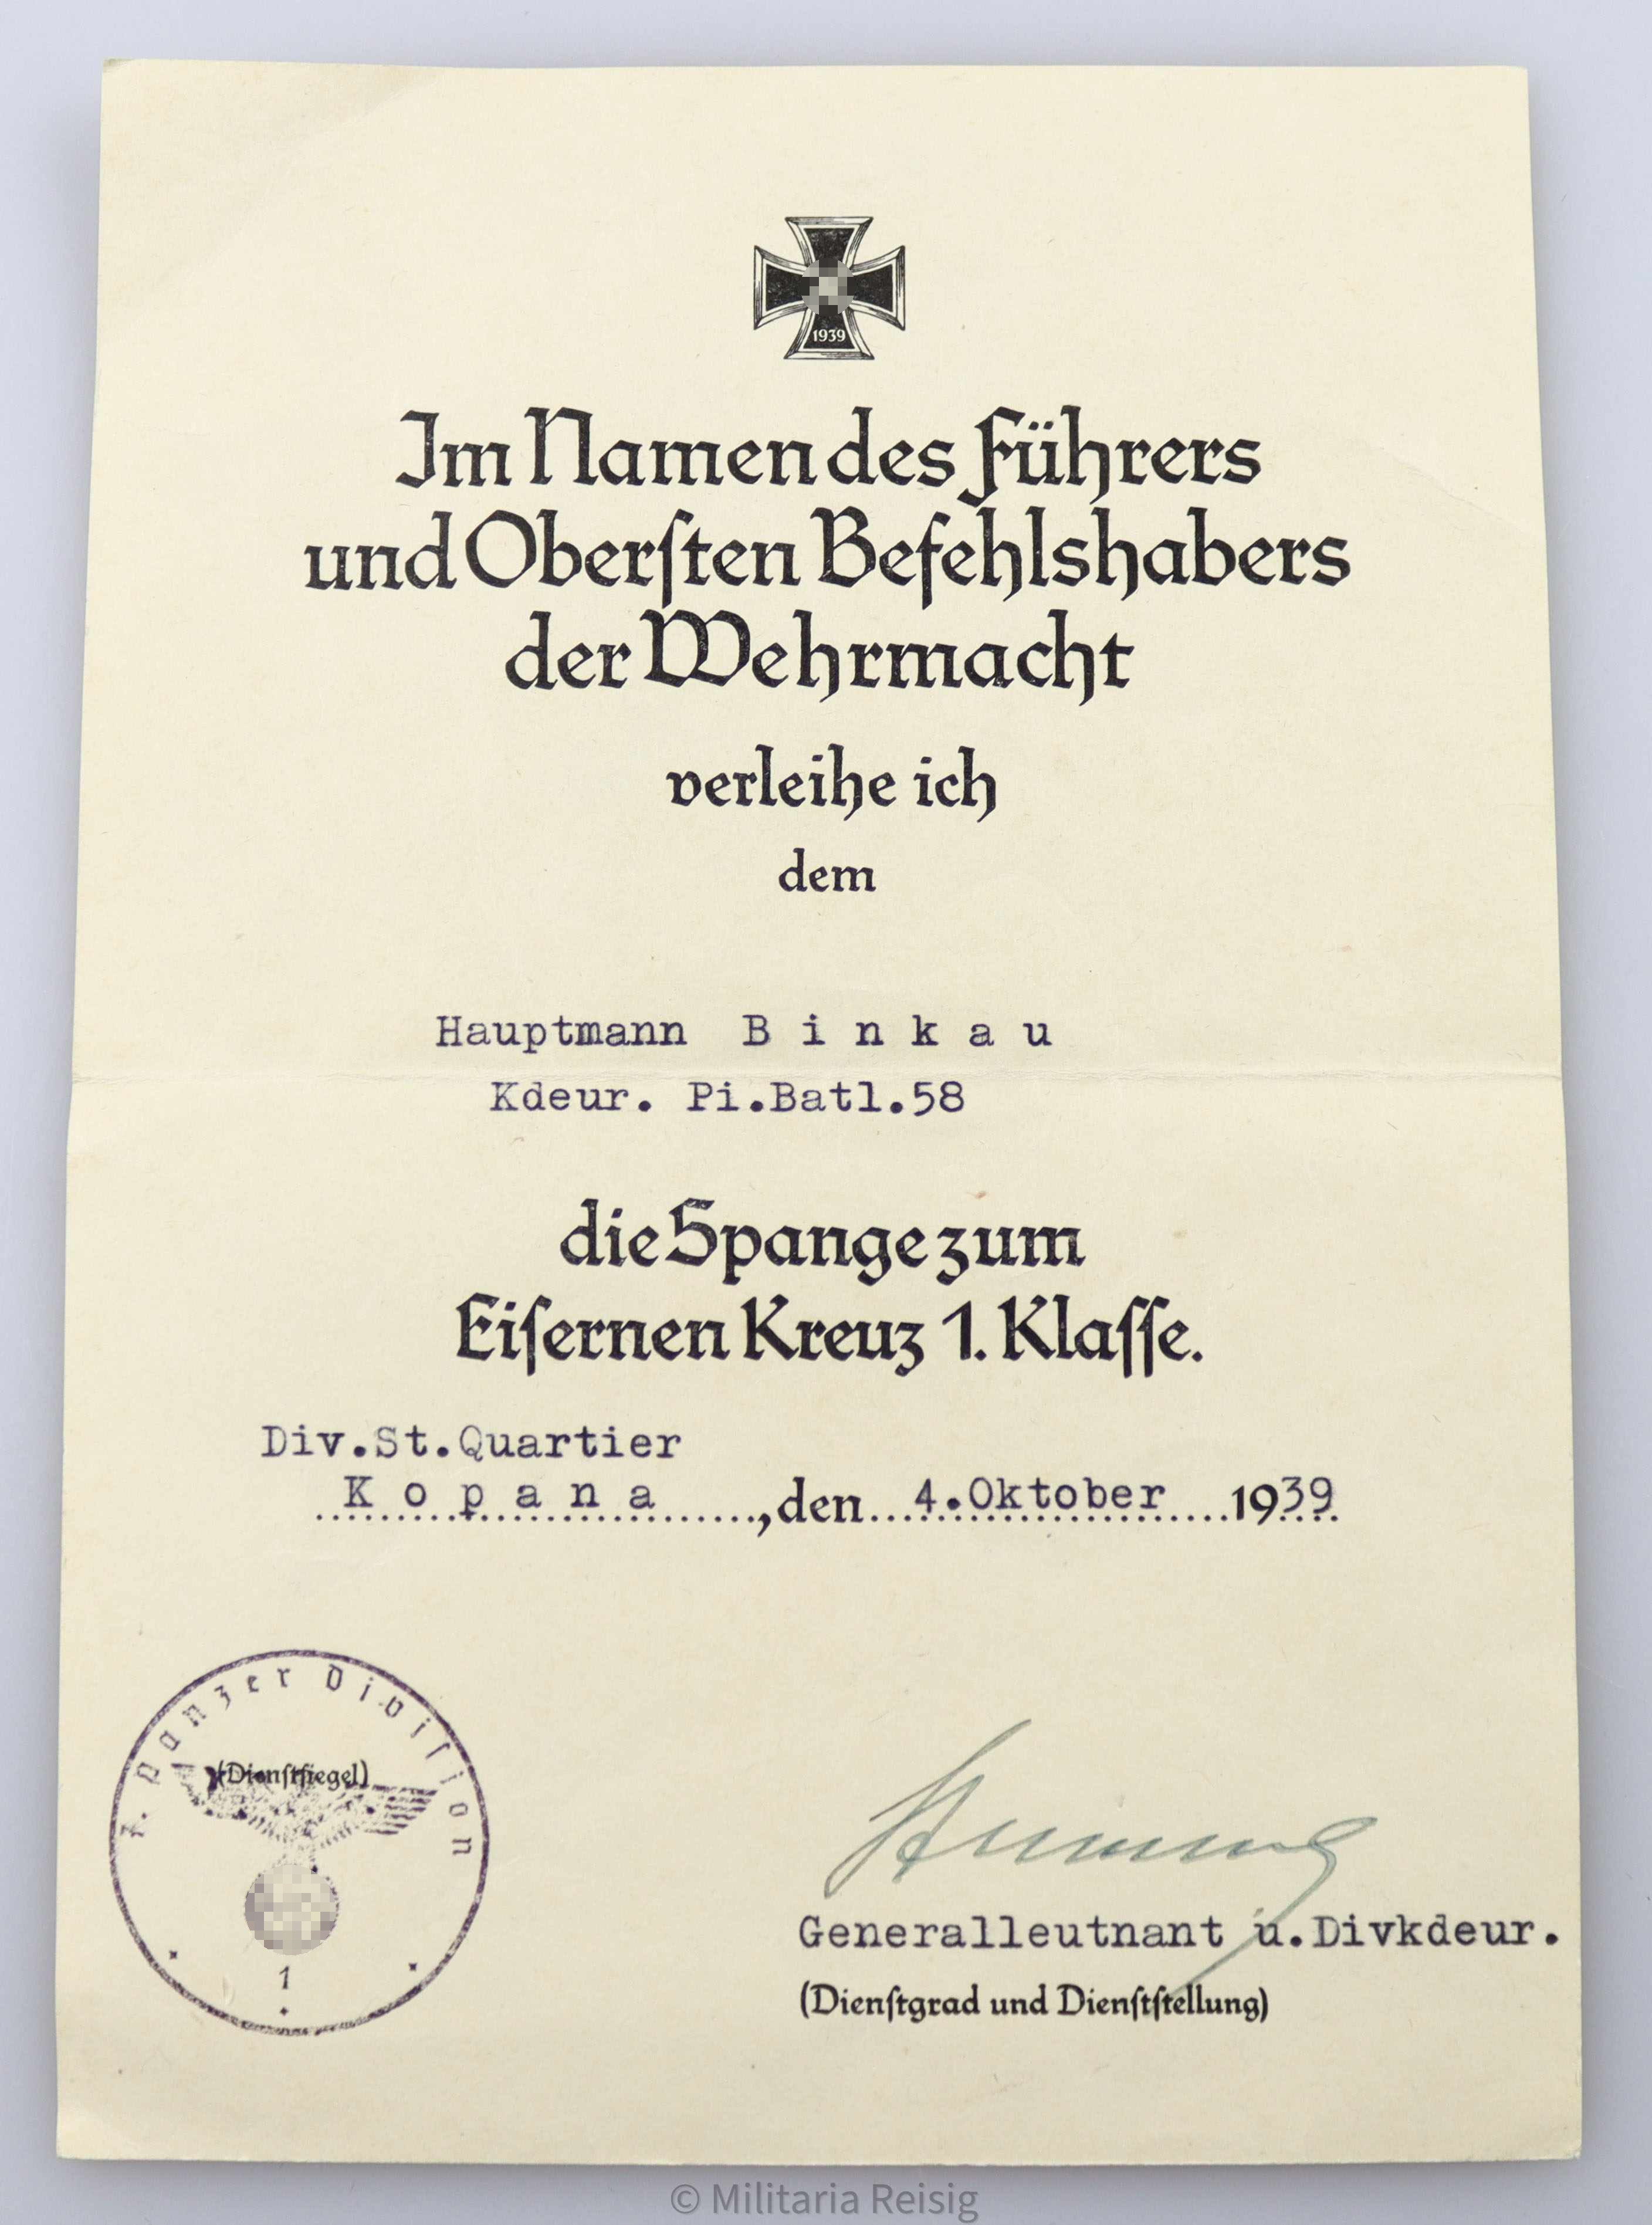 1939
Im Namen des Führers
und Oberſten Befehlshabers
der Wehrmacht
verleihe ich
dem
Hauptmann B i n k a u
Kdeur. Pi.Batl.58
die Spange zum
Eiſernen Kreuz 1. Klaſſe.
Div.St.Quartier
K o p a n a, den 4.Oktober 1939
Panzer Diviſion
(Dienſtſiegel)
1
Generalleutnant u.Divkdeur.
(Dienſtgrad und Dienſtſtellung)
© Militaria Reisig